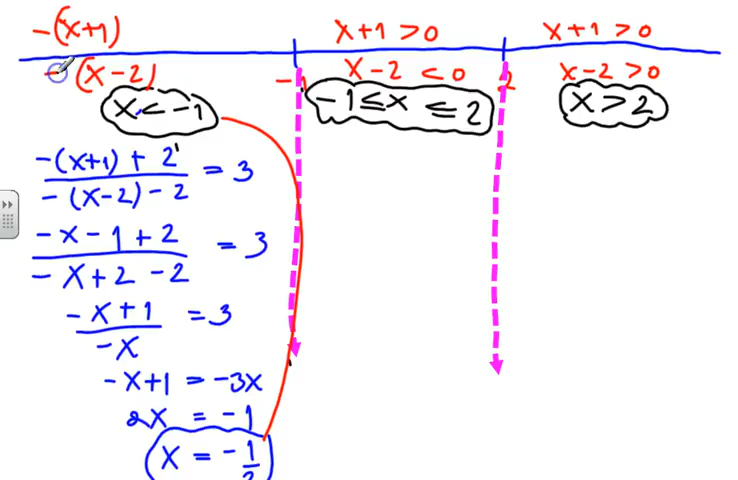 -(x+1) x+1 >0 x+1 >0
-(x-2) -1 x-2 <0 2 x-2 >0
x< -1 -1≤x ≤2 x >2
-(x+1) + 2
= 3
-(x-2) - 2
-x-1+2
= 3
-x+2 -2
-x+1
=3
-x
-x+1 = -3x
2x = -1
x = -1/2